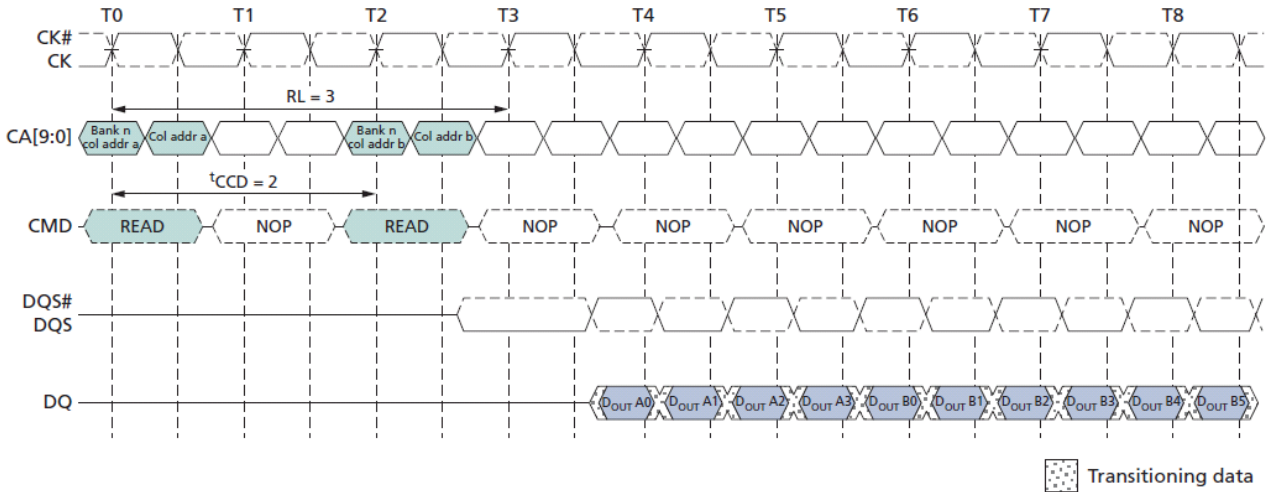 T0 T1 T2 T3 T4 T5 T6 T7 T8
CK#
CK
RL = 3
CA[9:0]
Bank n
col addr a
Col addr a
Bank n
col addr b
Col addr b
tCCD = 2
CMD READ NOP READ NOP NOP NOP NOP NOP NOP
DQS#
DQS
DQ DOUT A0 DOUT A1 DOUT A2 DOUT A3 DOUT B0 DOUT B1 DOUT B2 DOUT B3 DOUT B4 DOUT B5
Transitioning data